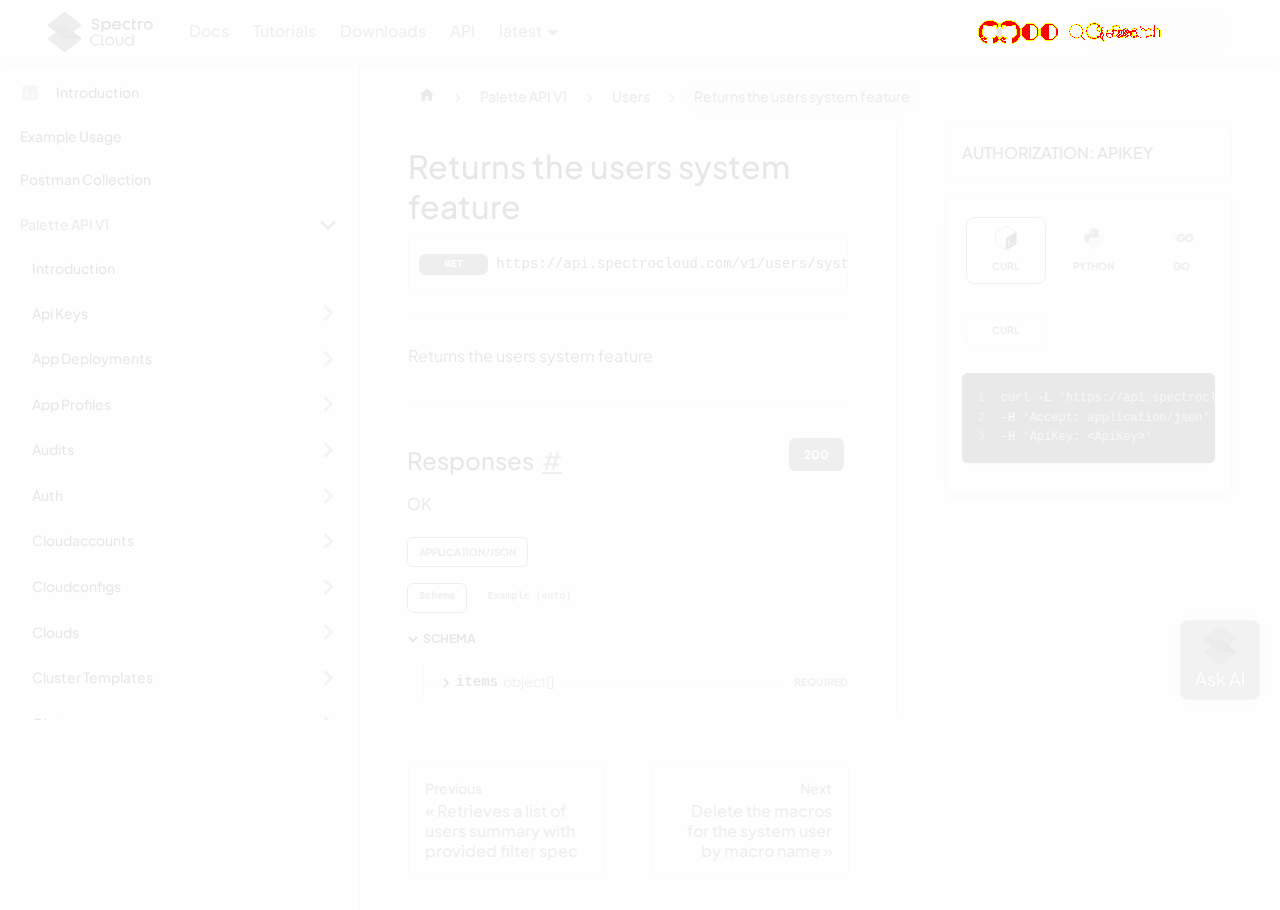 Spectro Cloud
Docs
Tutorials
Downloads
API
latest
Introduction
Example Usage
Postman Collection
Palette API V1
Introduction
Api Keys
App Deployments
App Profiles
Audits
Auth
Cloudaccounts
Cloudconfigs
Clouds
Cluster Templates
Palette API V1
Users
Returns the users system feature
Returns the users system
feature
GET https://api.spectrocloud.com/v1/users/syst
Returns the users system feature
Responses #
200
OK
APPLICATION/JSON
Schema
Example (auto)
SCHEMA
items object[]
REQUIRED
Previous
« Retrieves a list of
users summary with
provided filter spec
Next
Delete the macros
for the system user
by macro name »
AUTHORIZATION: APIKEY
CURL
PYTHON
GO
GO
CURL
1 curl -L 'https://api.spectrocl
2 -H 'Accept: application/json'
3 -H 'ApiKey: <ApiKey>'
Ask AI